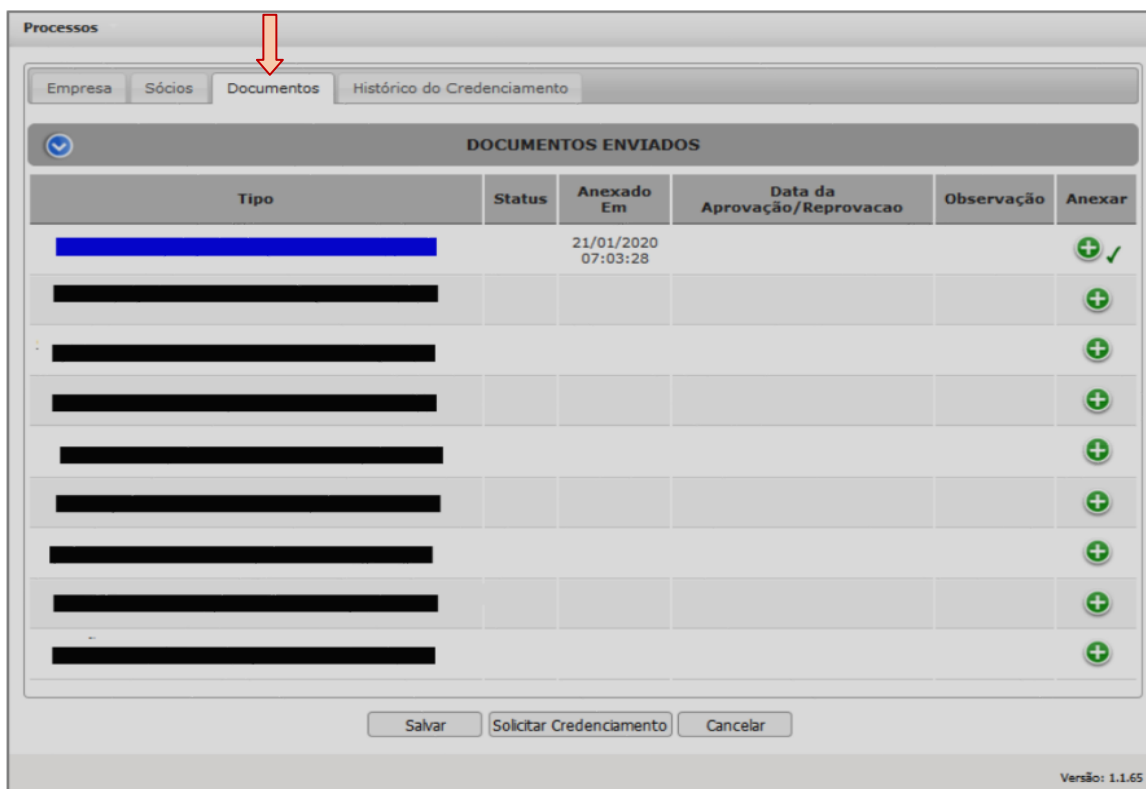 Processos
Empresa Sócios Documentos Histórico do Credenciamento
DOCUMENTOS ENVIADOS
Tipo Status Anexado Em Data da Aprovação/Reprovacao Observação Anexar
21/01/2020
07:03:28
Salvar Solicitar Credenciamento Cancelar
Versão: 1.1.65